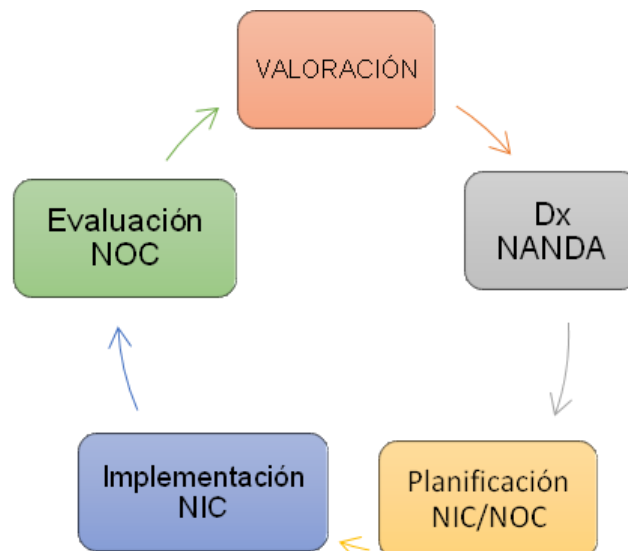 VALORACIÓN
Dx
NANDA
Planificación
NIC/NOC
Implementación
NIC
Evaluación
NOC